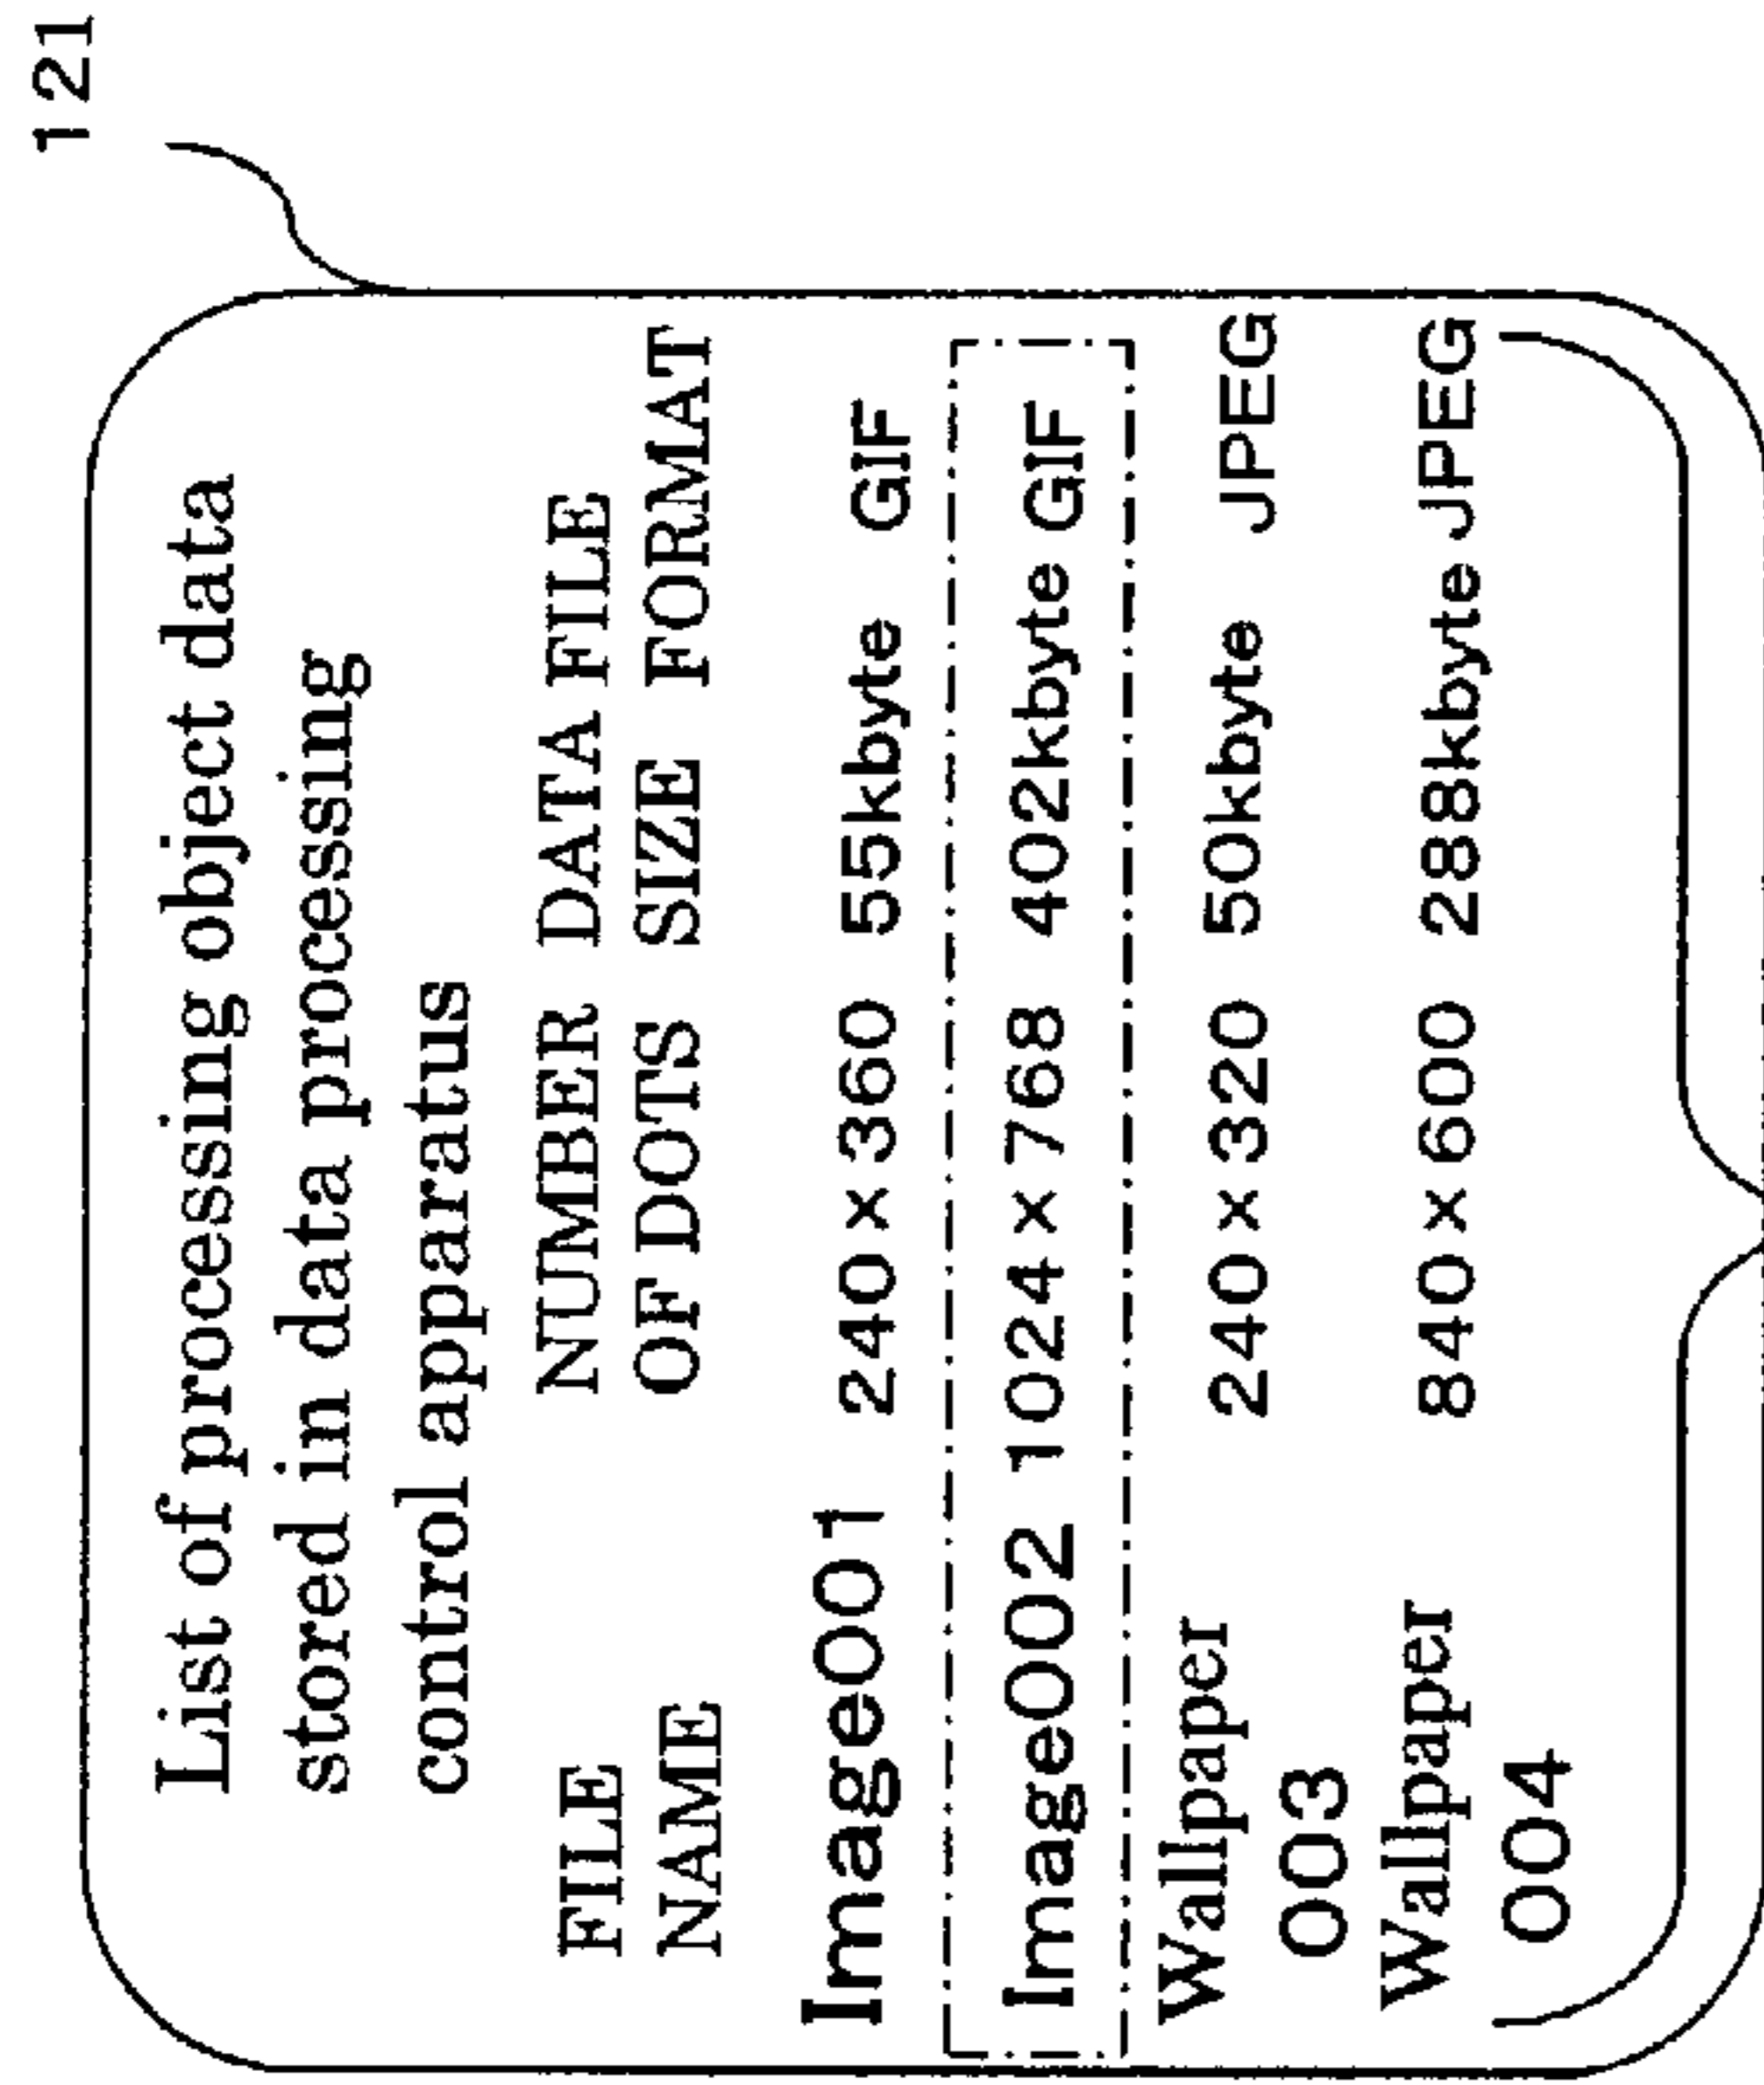 121
List of processing object data
stored in data processing
control apparatus
FILE NUMBER DATA FILE
NAME OF DOTS SIZE FORMAT
Image001 240×360 55kbyte GIF
Image002 1024×768 402kbyte GIF
Wallpaper 240×320 50kbyte JPEG
003
Wallpaper 840×600 288kbyte JPEG
004